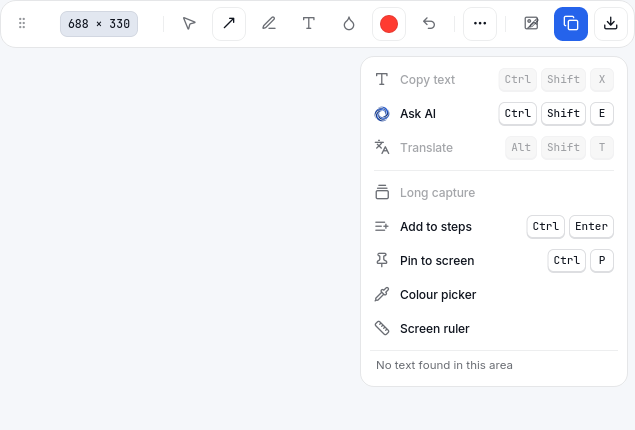 688 × 330
T
Copy text Ctrl Shift X
Ask AI Ctrl Shift E
Translate Alt Shift T
Long capture
Add to steps Ctrl Enter
Pin to screen Ctrl P
Colour picker
Screen ruler
No text found in this area